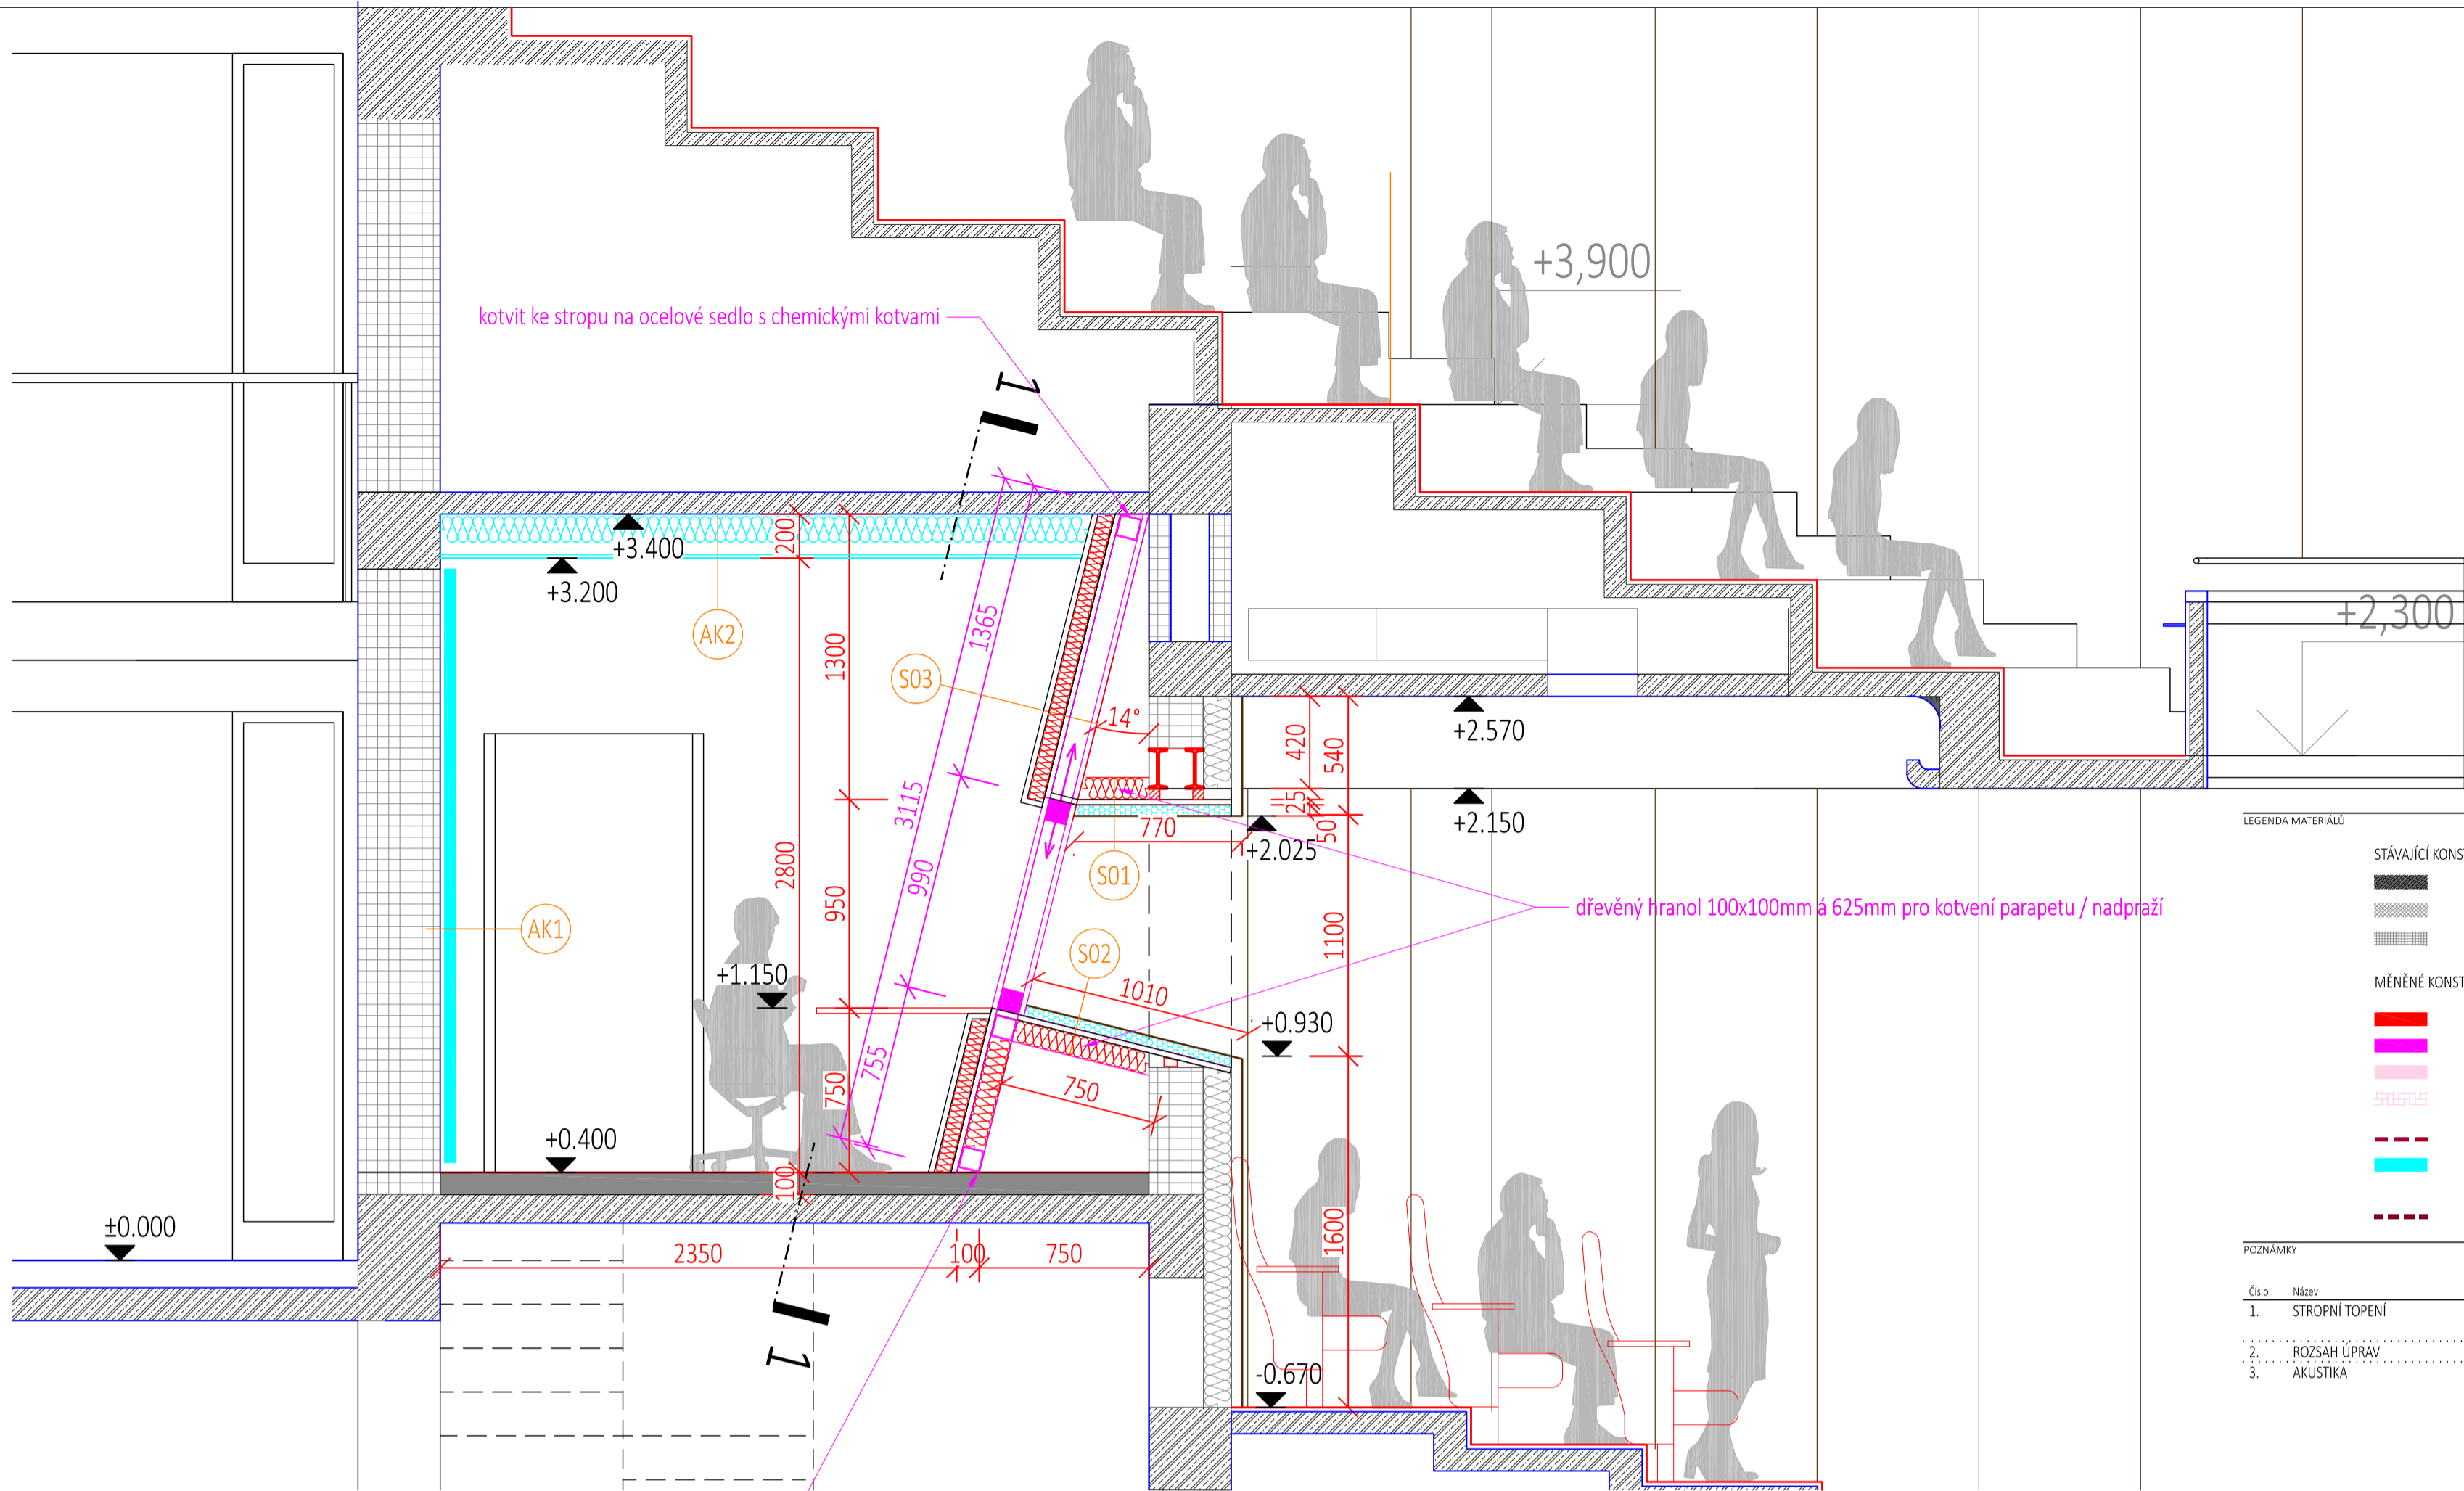 +3,900
kotvit ke stropu na ocelové sedlo s chemickými kotvami
1
+3.400
200
+3.200
AK2
1300
1365
S03
14°
+2,300
+2.570
420
540
25
50
+2.150
+2.025
770
S01
3115
990
2800
950
AK1
dřevěný hranol 100x100mm á 625mm pro kotvení parapetu / nadpraží
1100
S02
+1.150
1010
+0.930
755
750
750
+0.400
100
±0.000
2350
100
750
1600
1
-0.670
LEGENDA MATERIÁLŮ
STÁVAJÍCÍ KONST
MĚNĚNÉ KONST
POZNÁMKY
Číslo Název
1. STROPNÍ TOPENÍ
2. ROZSAH ÚPRAV
3. AKUSTIKA